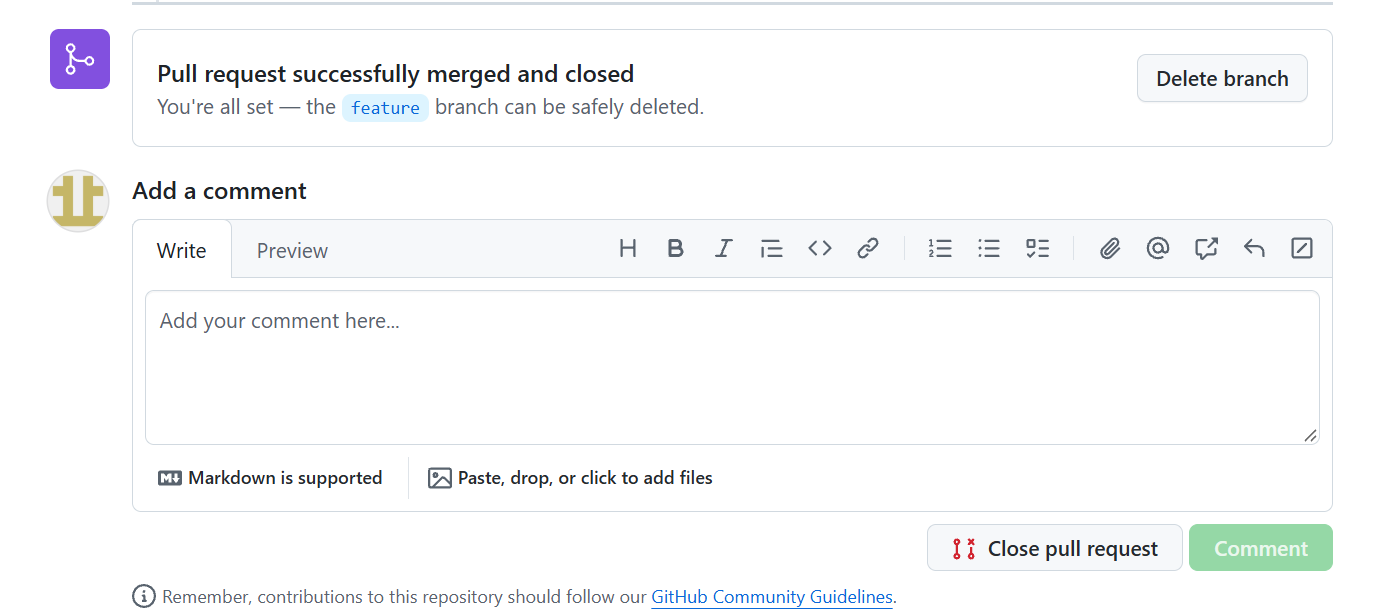 Pull request successfully merged and closed
You're all set — the feature branch can be safely deleted.
Delete branch
Add a comment
Write Preview
Add your comment here...
Markdown is supported
Paste, drop, or click to add files
Close pull request
Comment
Remember, contributions to this repository should follow our GitHub Community Guidelines.